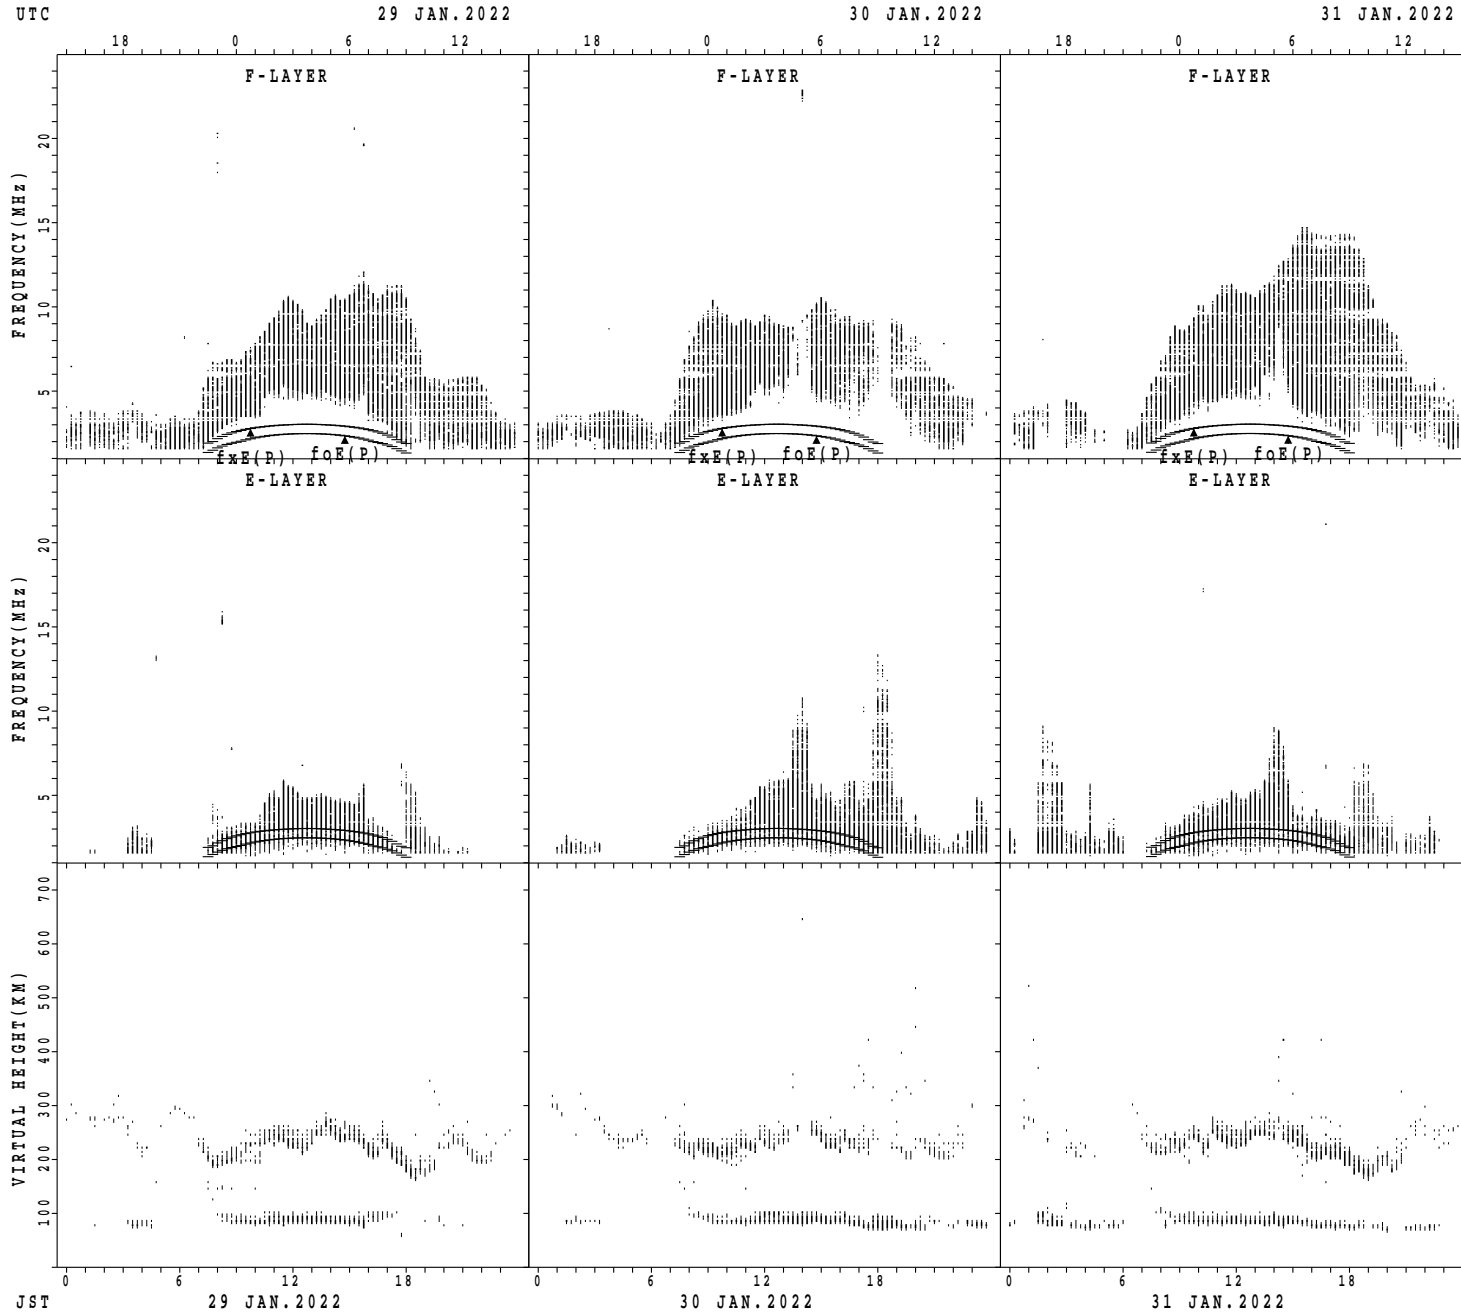 UTC 29 JAN.2022 30 JAN.2022 31 JAN.2022
18 0 6 12 18 0 6 12 18 0 6 12
F-LAYER F-LAYER F-LAYER
FREQUENCY(MHz)
20
15
10
5
fxE(P) foE(P) fxE(P) foE(P) fxE(P) foE(P)
E-LAYER E-LAYER E-LAYER
FREQUENCY(MHz)
20
15
10
5
VIRTUAL HEIGHT(KM)
700
600
500
400
300
200
100
0 6 12 18 0 6 12 18 0 6 12 18
JST 29 JAN.2022 30 JAN.2022 31 JAN.2022